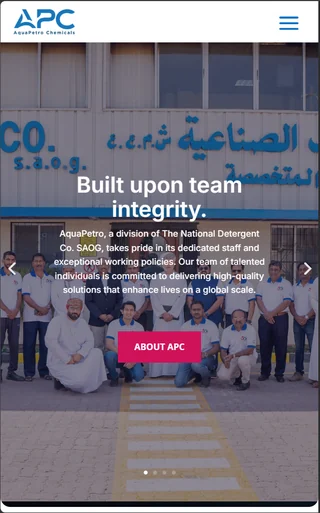 APC
AquaPetro Chemicals
الصناعية ش.م.ع.ع
CO.
s.a.o.g.
Built upon team
integrity.
AquaPetro, a division of The National Detergent
Co. SAOG, takes pride in its dedicated staff and
exceptional working policies. Our team of talented
individuals is committed to delivering high-quality
solutions that enhance lives on a global scale.
ABOUT APC